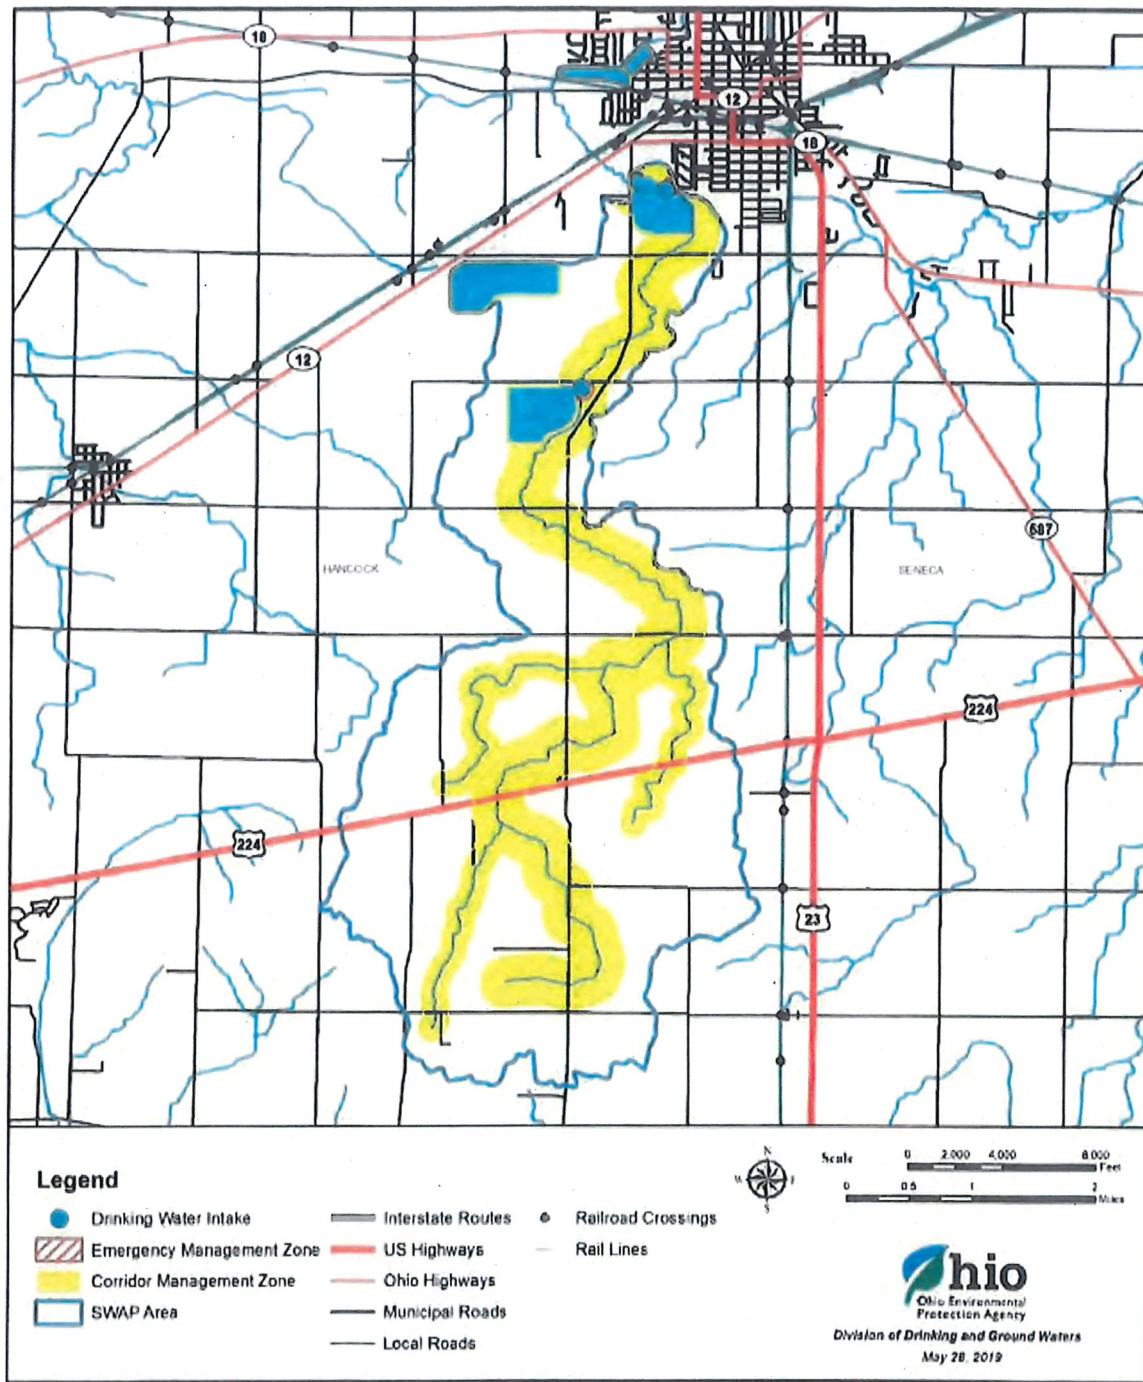 18
12
18
12
HANCOCK
SENECA
587
224
224
23
Legend
Drinking Water Intake
Emergency Management Zone
Corridor Management Zone
SWAP Area
Interstate Routes
US Highways
Ohio Highways
Municipal Roads
Local Roads
Railroad Crossings
Rail Lines
N
W
S
Scale
0 2,000 4,000 8,000
Feet
0 0.5 1 2
Miles
Ohio
Ohio Environmental
Protection Agency
Division of Drinking and Ground Waters
May 28, 2019